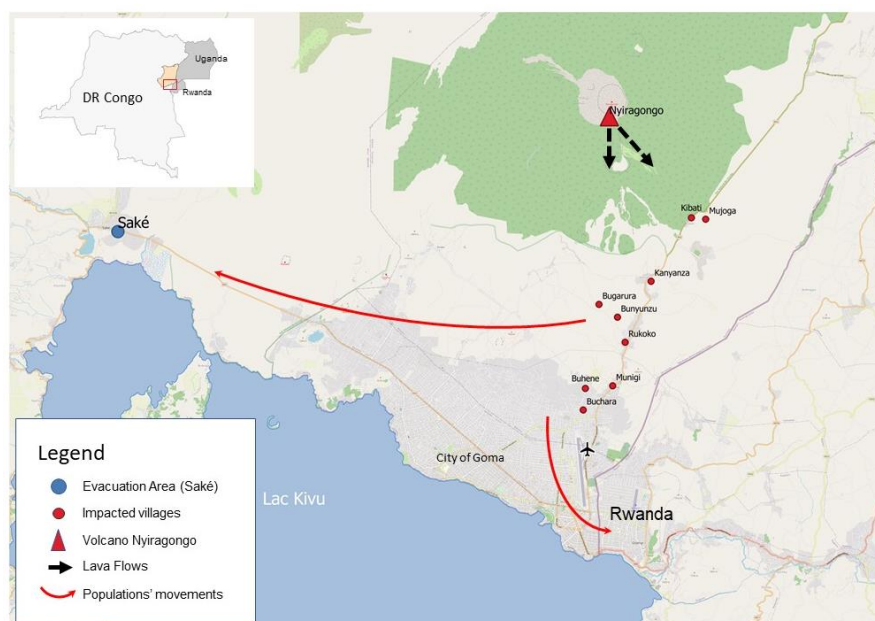 Uganda
DR Congo
Rwanda
Nyiragongo
Saké
Kibati
Mujoga
Kanyanza
Bugarura
Bunyunzu
Rukoko
Buhene
Munigi
Buchara
City of Goma
Lac Kivu
Rwanda
Legend
Evacuation Area (Saké)
Impacted villages
Volcano Nyiragongo
Lava Flows
Populations’ movements